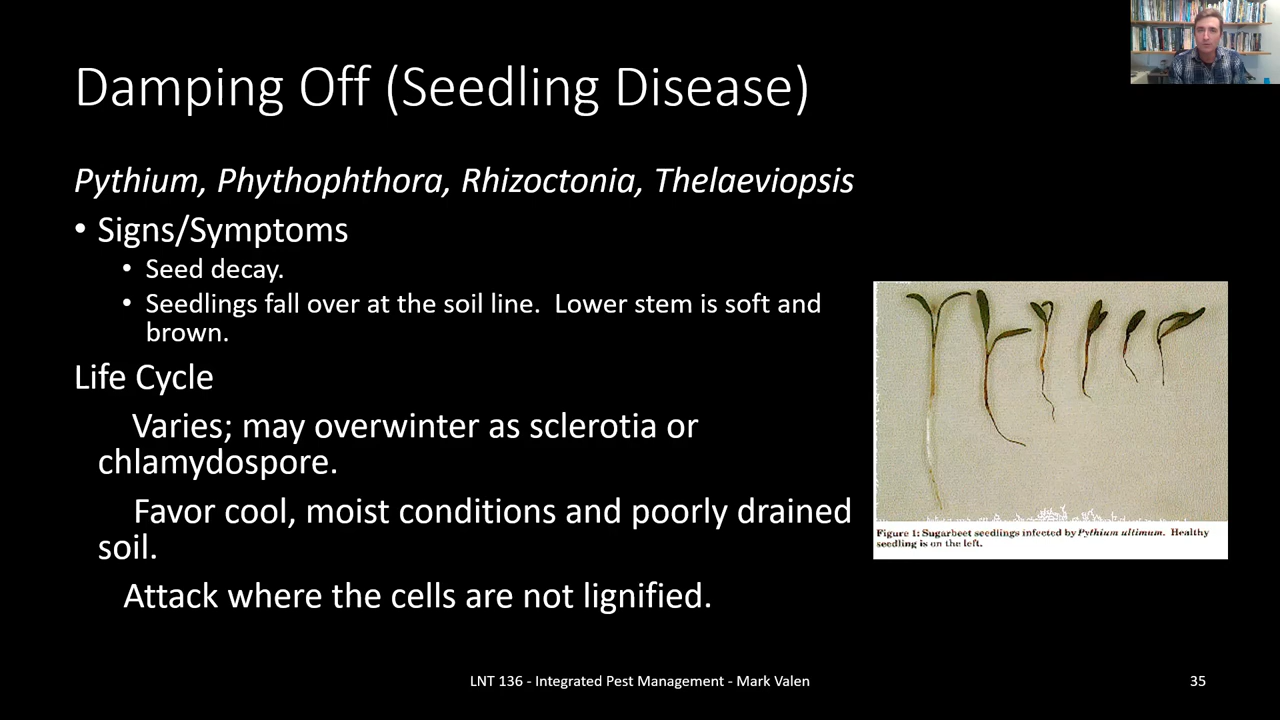 Damping Off (Seedling Disease)
Pythium, Phythophthora, Rhizoctonia, Thelaeviopsis
• Signs/Symptoms
• Seed decay.
• Seedlings fall over at the soil line.  Lower stem is soft and
brown.
Life Cycle
Varies; may overwinter as sclerotia or
chlamydospore.
Favor cool, moist conditions and poorly drained
soil.
Attack where the cells are not lignified.
Figure 1: Sugarbeet seedlings infected by Pythium ultimum.  Healthy
seedling is on the left.
LNT 136 - Integrated Pest Management - Mark Valen
35